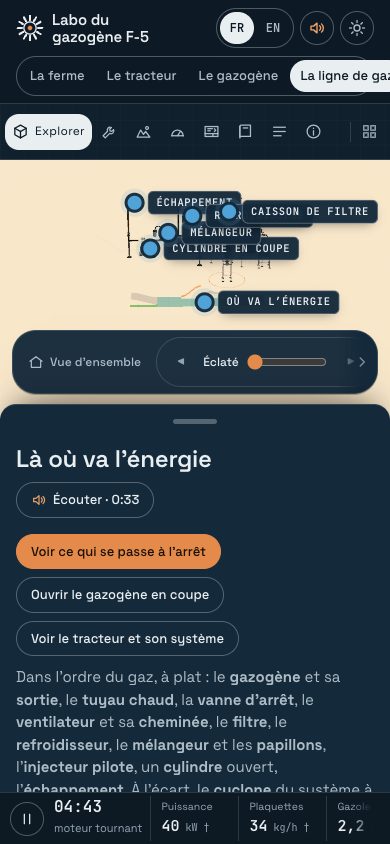 Labo du
gazogène F-5
FR
EN
La ferme
Le tracteur
Le gazogène
La ligne de gaz
Explorer
ÉCHAPPEMENT
CAISSON DE FILTRE
MÉLANGEUR
CYLINDRE EN COUPE
OÙ VA L'ÉNERGIE
Vue d'ensemble
Éclaté
Là où va l'énergie
Écouter · 0:33
Voir ce qui se passe à l'arrêt
Ouvrir le gazogène en coupe
Voir le tracteur et son système
Dans l'ordre du gaz, à plat : le gazogène et sa
sortie, le tuyau chaud, la vanne d'arrêt, le
ventilateur et sa cheminée, le filtre, le
refroidisseur, le mélangeur et les papillons,
l'injecteur pilote, un cylindre ouvert,
l'échappement. À l'écart, le cyclone du système à
04:43
moteur tournant
Puissance
40 kW †
Plaquettes
34 kg/h †
Gazole
2,2